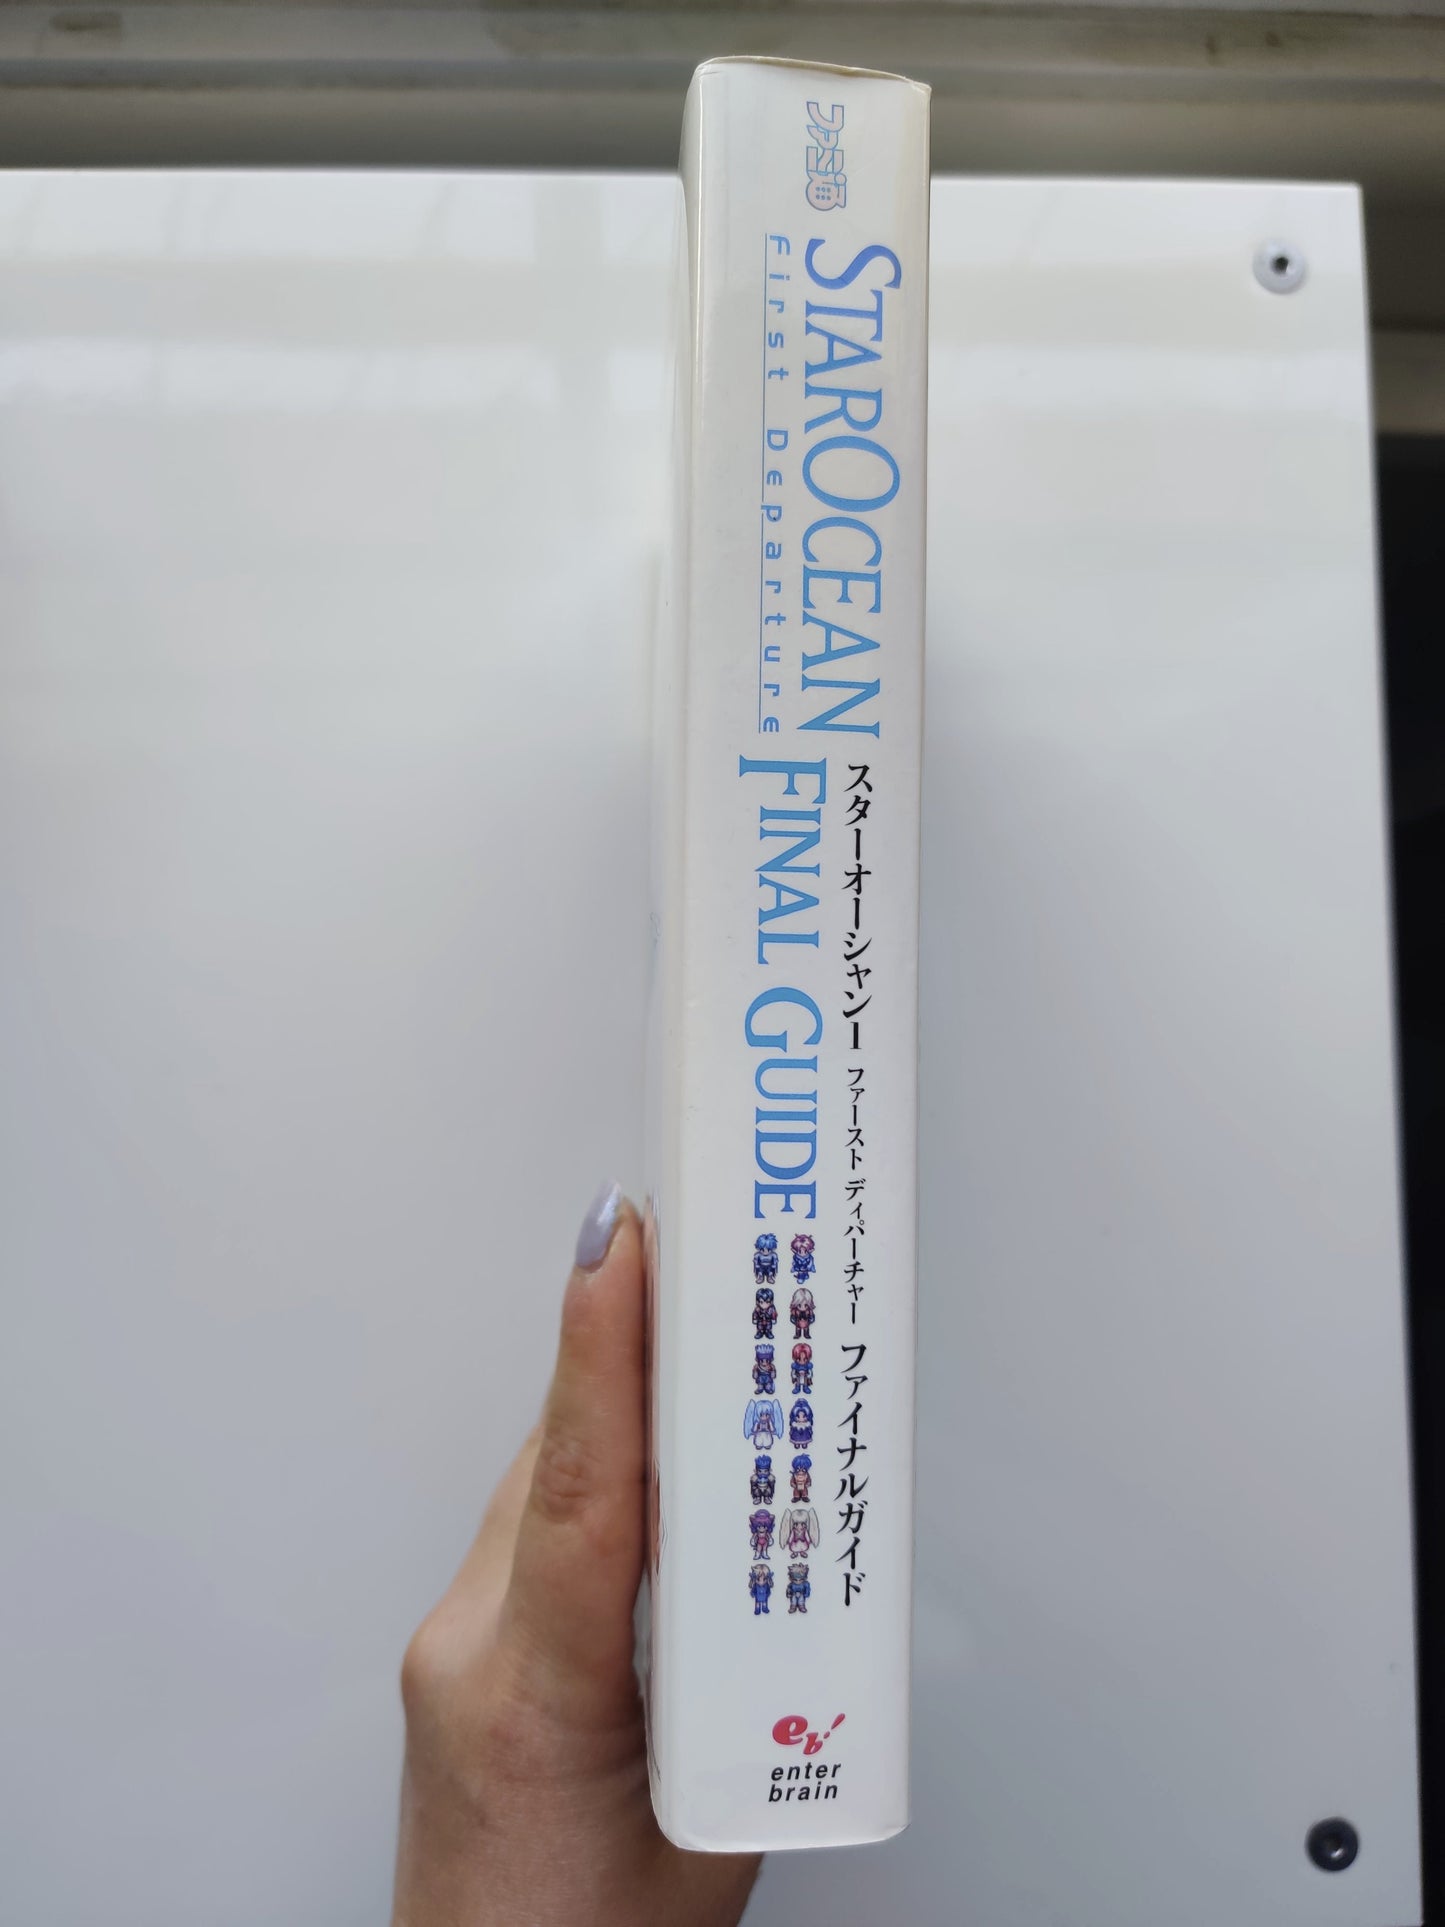 ファミ通
STAROCEAN
First Departure
FINAL GUIDE
スターオーシャン1 ファースト ディパーチャー ファイナルガイド
eb!
enter
brain